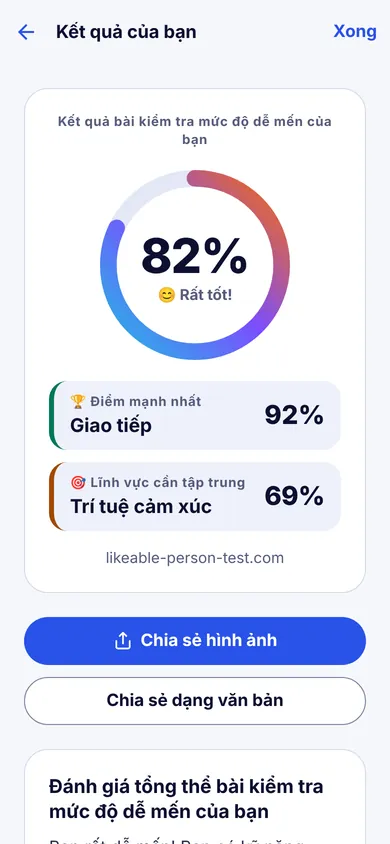 Kết quả của bạn
Xong
Kết quả bài kiểm tra mức độ dễ mến của
bạn
82%
😊 Rất tốt!
🏆 Điểm mạnh nhất
Giao tiếp
92%
🎯 Lĩnh vực cần tập trung
Trí tuệ cảm xúc
69%
likeable-person-test.com
Chia sẻ hình ảnh
Chia sẻ dạng văn bản
Đánh giá tổng thể bài kiểm tra
mức độ dễ mến của bạn